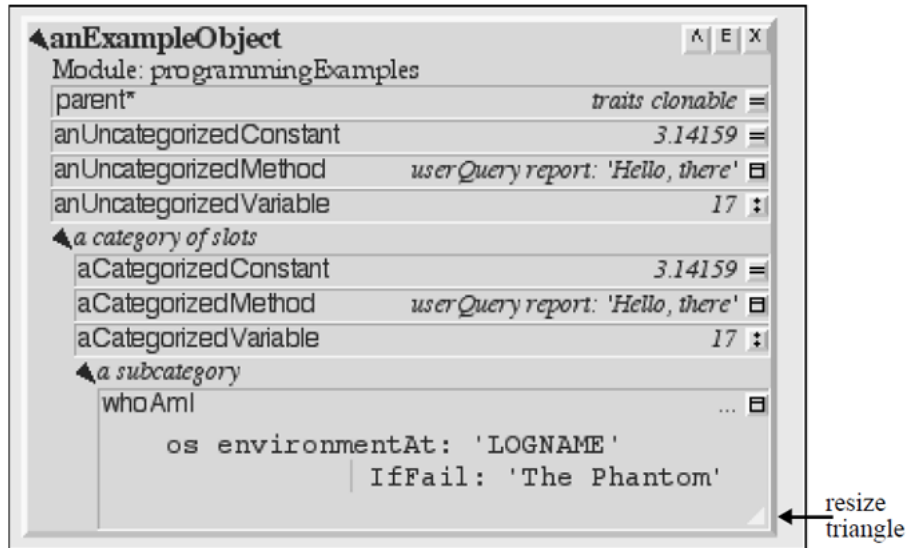 anExampleObject ʌ E X
Module: programmingExamples
parent* traits clonable =
anUncategorizedConstant 3.14159 =
anUncategorizedMethod userQuery report: 'Hello, there'
anUncategorizedVariable 17 :
a category of slots
aCategorizedConstant 3.14159 =
aCategorizedMethod userQuery report: 'Hello, there'
aCategorizedVariable 17 :
a subcategory
whoAmI ...
os environmentAt: 'LOGNAME'
IfFail: 'The Phantom'
resize
triangle